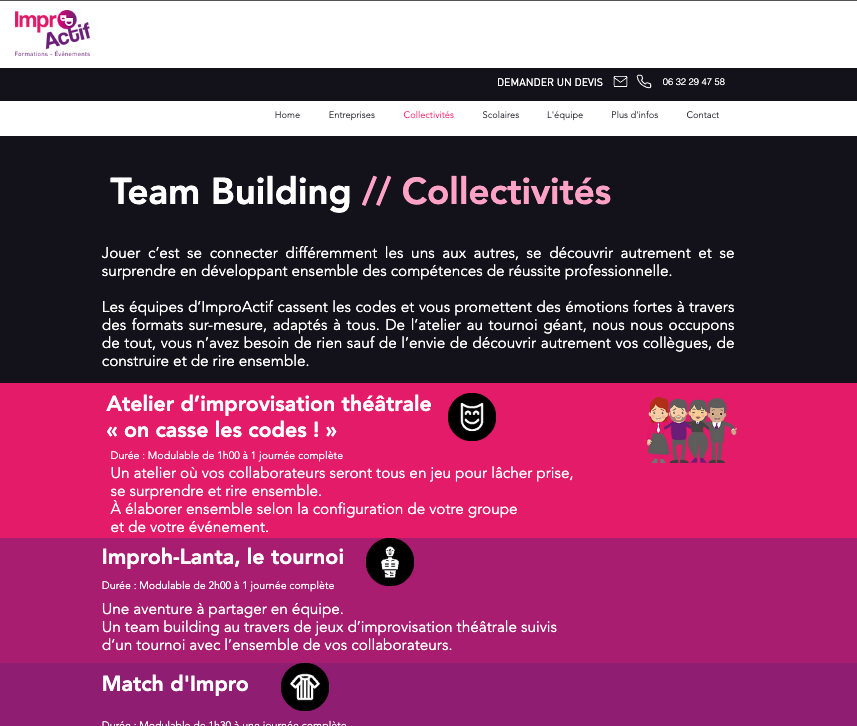 Impro
Actif
Formations - Événements
DEMANDER UN DEVIS 06 32 29 47 58
Home Entreprises Collectivités Scolaires L'équipe Plus d'infos Contact
Team Building // Collectivités
Jouer c’est se connecter différemment les uns aux autres, se découvrir autrement et se
surprendre en développant ensemble des compétences de réussite professionnelle.
Les équipes d’ImproActif cassent les codes et vous promettent des émotions fortes à travers
des formats sur-mesure, adaptés à tous. De l’atelier au tournoi géant, nous nous occupons
de tout, vous n’avez besoin de rien sauf de l’envie de découvrir autrement vos collègues, de
construire et de rire ensemble.
Atelier d’improvisation théâtrale
« on casse les codes ! »
Durée : Modulable de 1h00 à 1 journée complète
Un atelier où vos collaborateurs seront tous en jeu pour lâcher prise,
se surprendre et rire ensemble.
À élaborer ensemble selon la configuration de votre groupe
et de votre événement.
Improh-Lanta, le tournoi
Durée : Modulable de 2h00 à 1 journée complète
Une aventure à partager en équipe.
Un team building au travers de jeux d’improvisation théâtrale suivis
d’un tournoi avec l’ensemble de vos collaborateurs.
Match d'Impro
Durée : Modulable de 1h30 à une journée complète